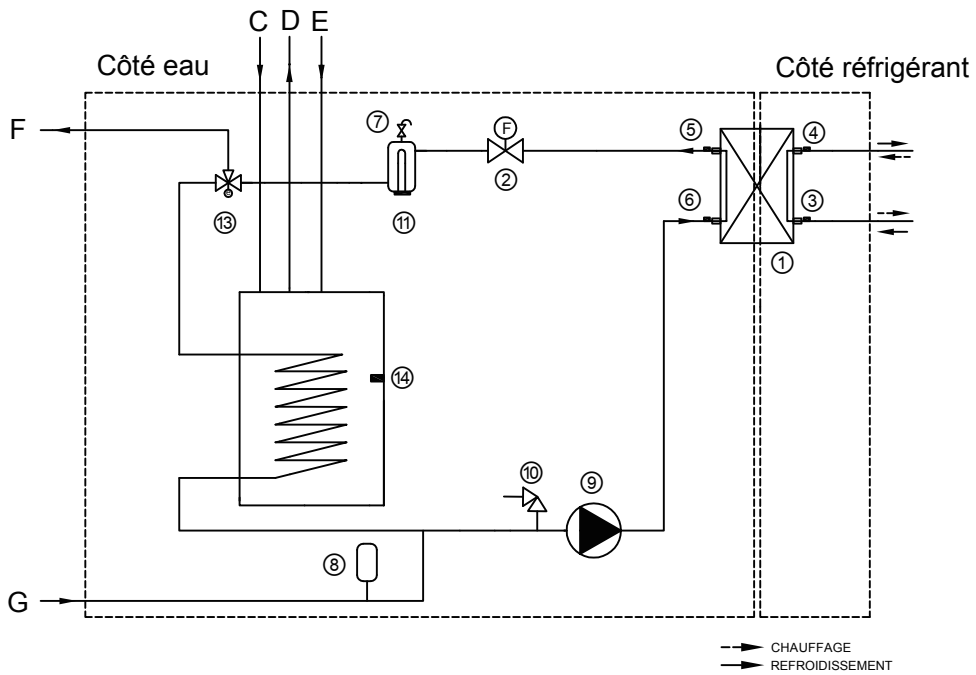 C D E
Côté eau
Côté réfrigérant
F
⑦
F
②
⑤
④
⑬
⑪
⑥
③
①
⑭
⑩
⑨
⑧
G
CHAUFFAGE
REFROIDISSEMENT